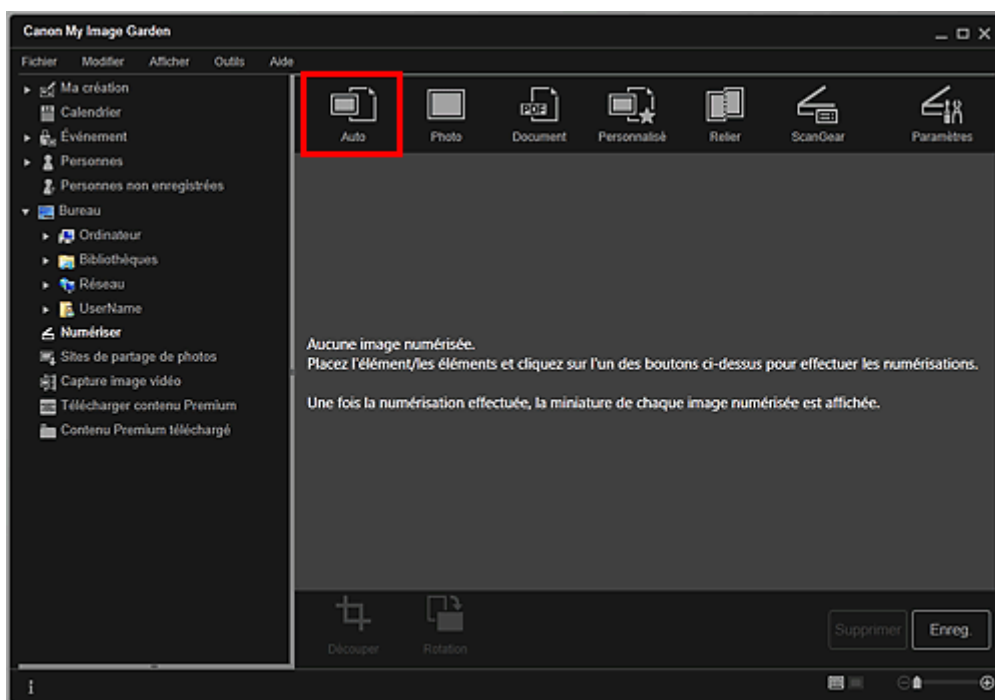 Canon My Image Garden
Fichier Modifier Afficher Outils Aide
Ma création
Calendrier
Événement
Personnes
Personnes non enregistrées
Bureau
Ordinateur
Bibliothèques
Réseau
UserName
Numériser
Sites de partage de photos
Capture image vidéo
Télécharger contenu Premium
Contenu Premium téléchargé
Auto Photo PDF Document Personnalisé Relier ScanGear Paramètres
Aucune image numérisée.
Placez l'élément/les éléments et cliquez sur l'un des boutons ci-dessus pour effectuer les numérisations.
Une fois la numérisation effectuée, la miniature de chaque image numérisée est affichée.
Découper Rotation Supprimer Enreg.